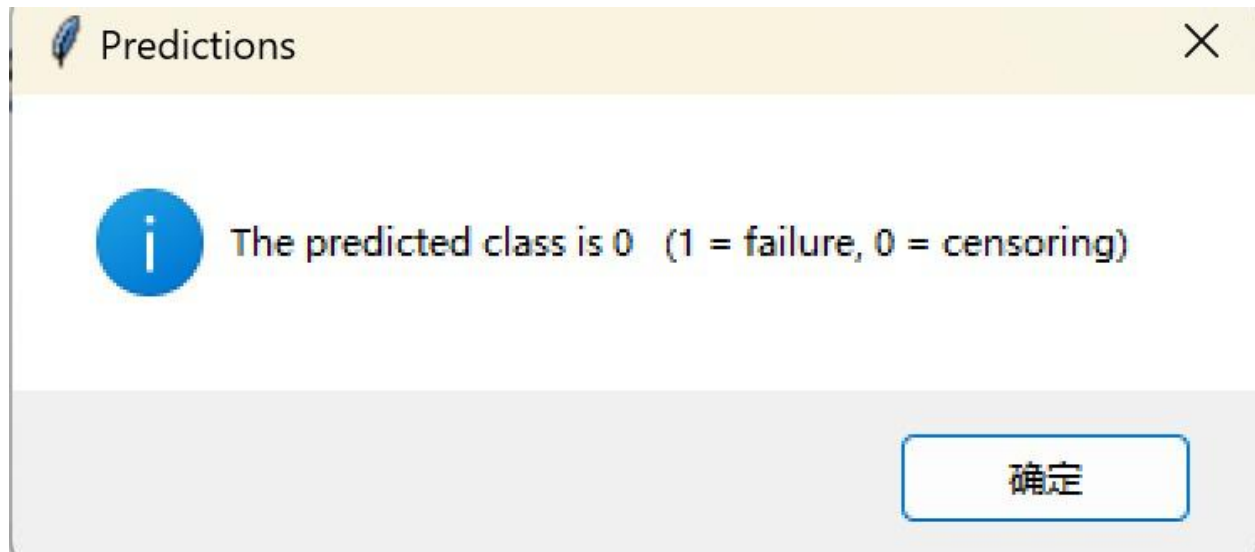 Predictions
The predicted class is 0 (1 = failure, 0 = censoring)
确定